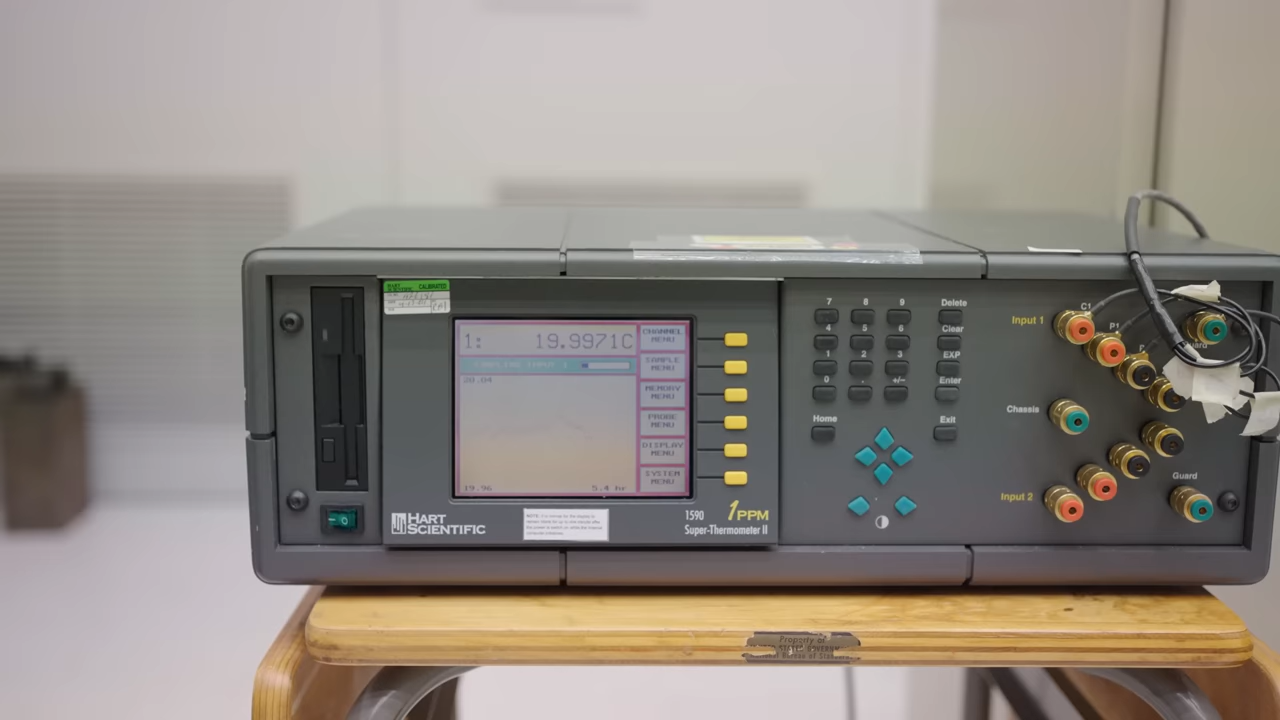 HART
SCIENTIFIC
CALIBRATED
1:
19.9971C
SAMPLING INPUT 1
20.04
19.96
5.4 hr
CHANNEL
MENU
SAMPLE
MENU
MEMORY
MENU
PROBE
MENU
DISPLAY
MENU
SYSTEM
MENU
HART
SCIENTIFIC
1590
1PPM
Super-Thermometer II
7 8 9 Delete
4 5 6 Clear
1 2 3 EXP
0 . +/− Enter
Home Exit
Input 1
C1
P1
Chassis
Input 2
Guard
Property of